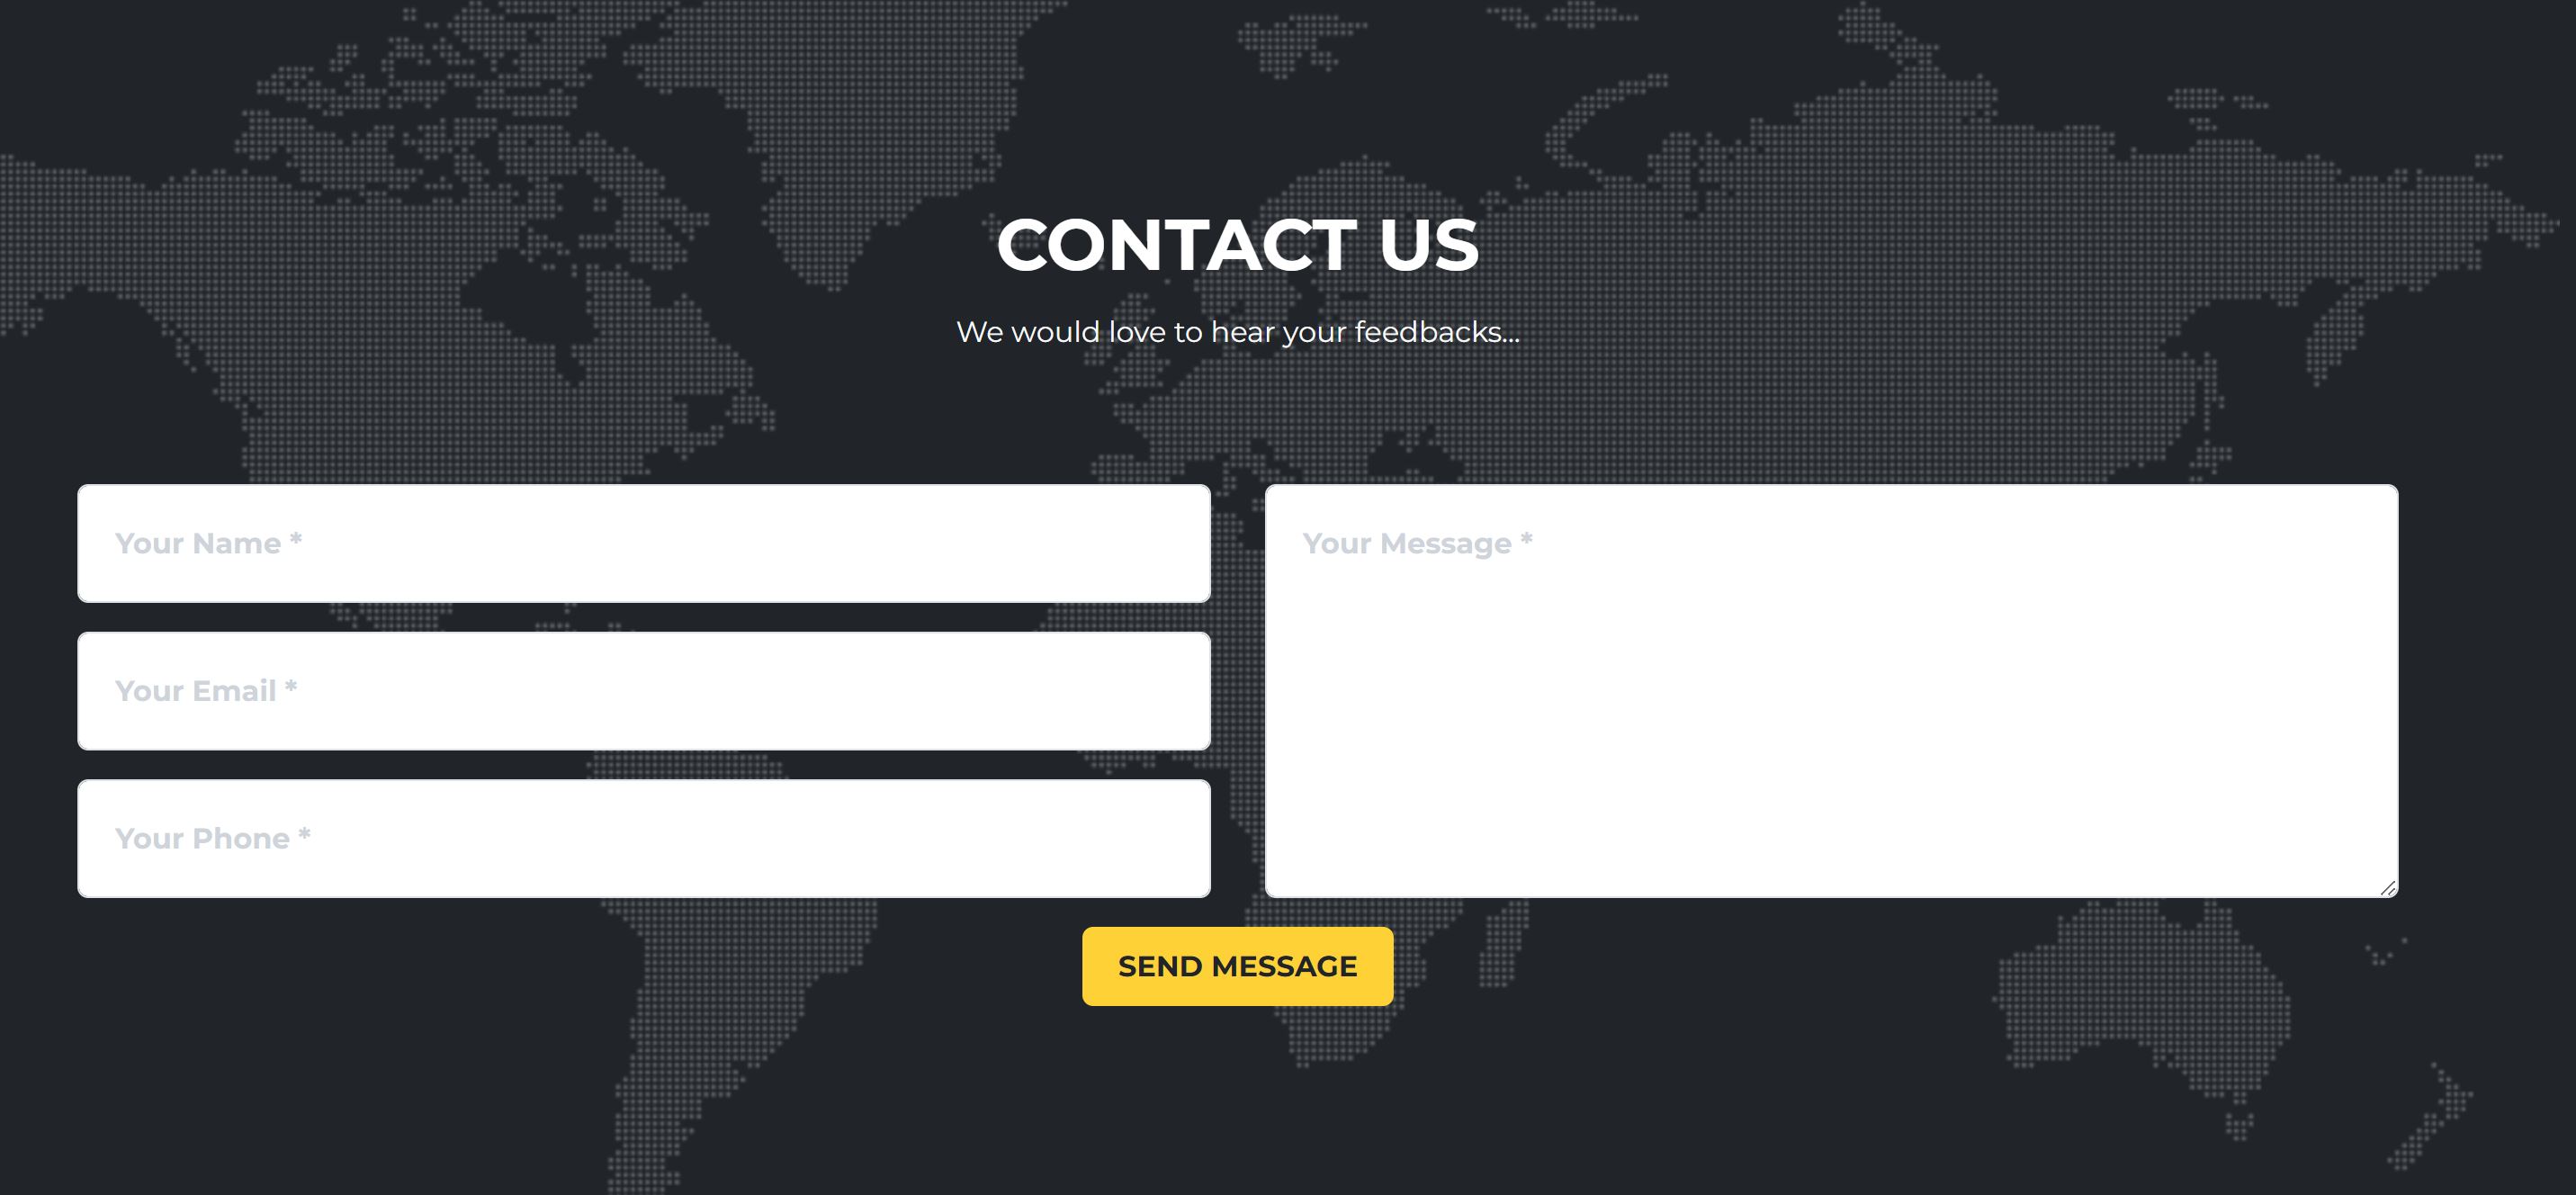 CONTACT US
We would love to hear your feedbacks...
Your Name *
Your Email *
Your Phone *
Your Message *
SEND MESSAGE